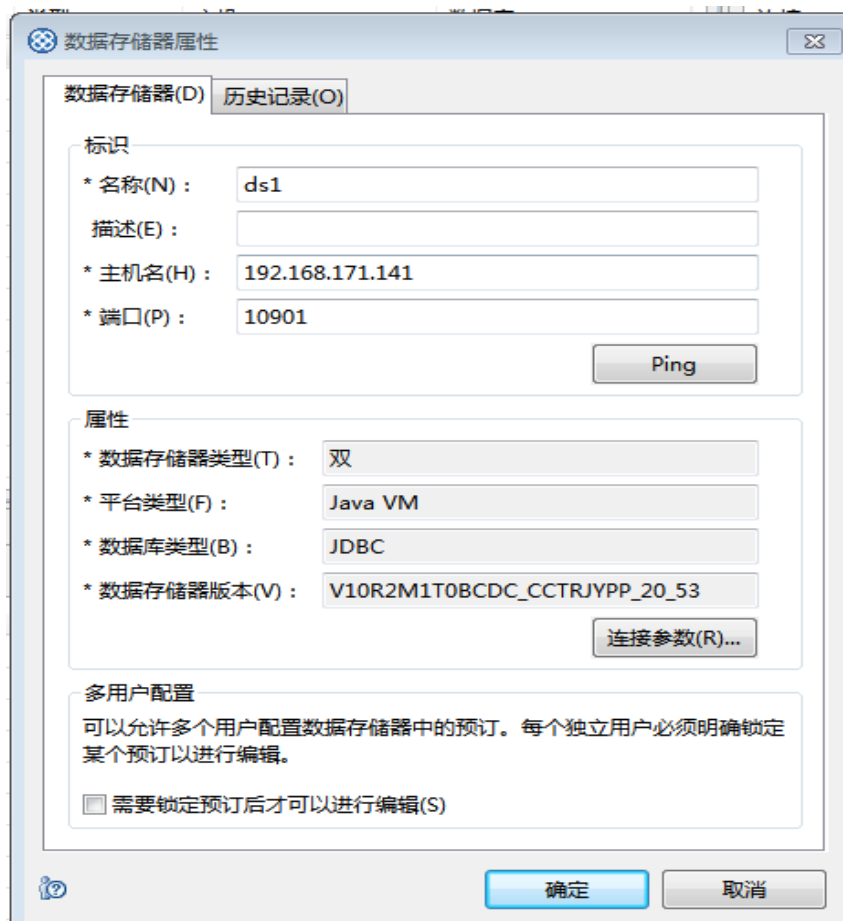 数据存储器属性
数据存储器(D) 历史记录(O)
标识
* 名称(N)： ds1
描述(E)：
* 主机名(H)： 192.168.171.141
* 端口(P)： 10901
Ping
属性
* 数据存储器类型(T)： 双
* 平台类型(F)： Java VM
* 数据库类型(B)： JDBC
* 数据存储器版本(V)： V10R2M1T0BCDC_CCTRJYPP_20_53
连接参数(R)...
多用户配置
可以允许多个用户配置数据存储器中的预订。每个独立用户必须明确锁定
某个预订以进行编辑。
需要锁定预订后才可以进行编辑(S)
确定 取消